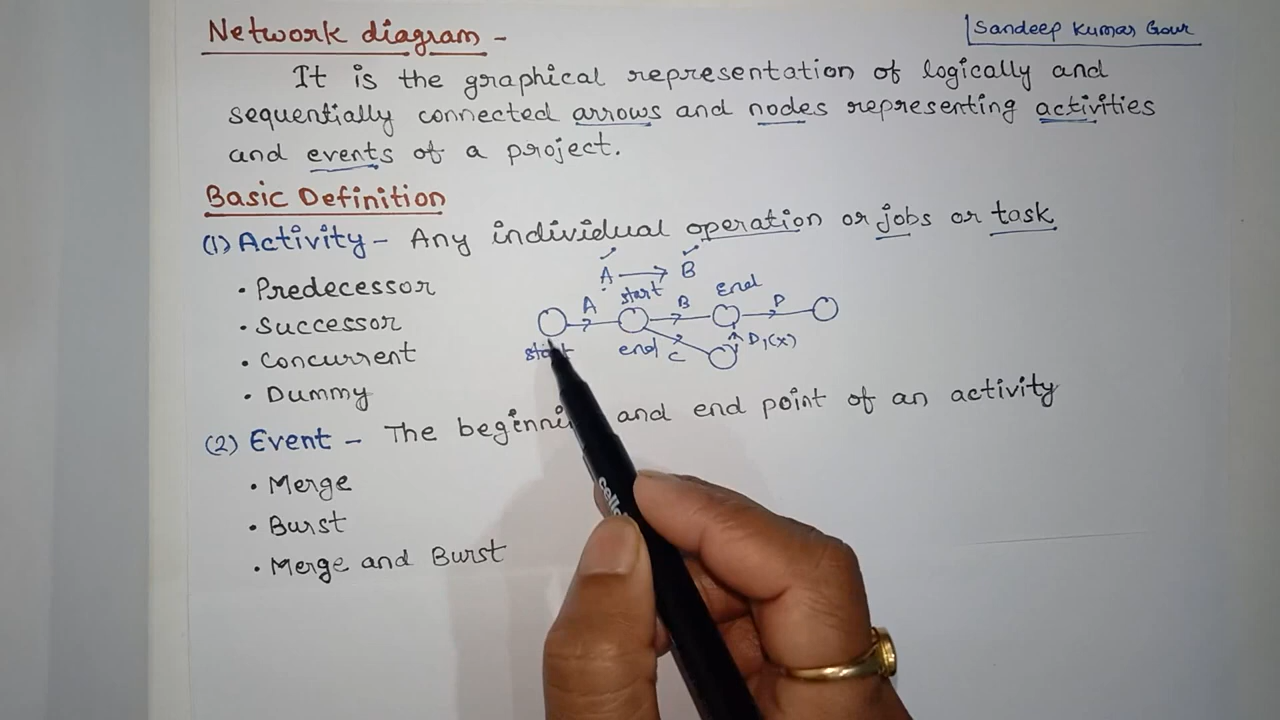 Network diagram -
Sandeep Kumar Gour
It is the graphical representation of logically and
sequentially connected arrows and nodes representing activities
and events of a project.
Basic Definition
(1) Activity - Any individual operation or jobs or task
• Predecessor
• Successor
• Concurrent
• Dummy
A → B
A start B End D
start end C D1(x)
(2) Event - The and end point of an activity
• Merge
• Burst
• Merge and Burst
cello